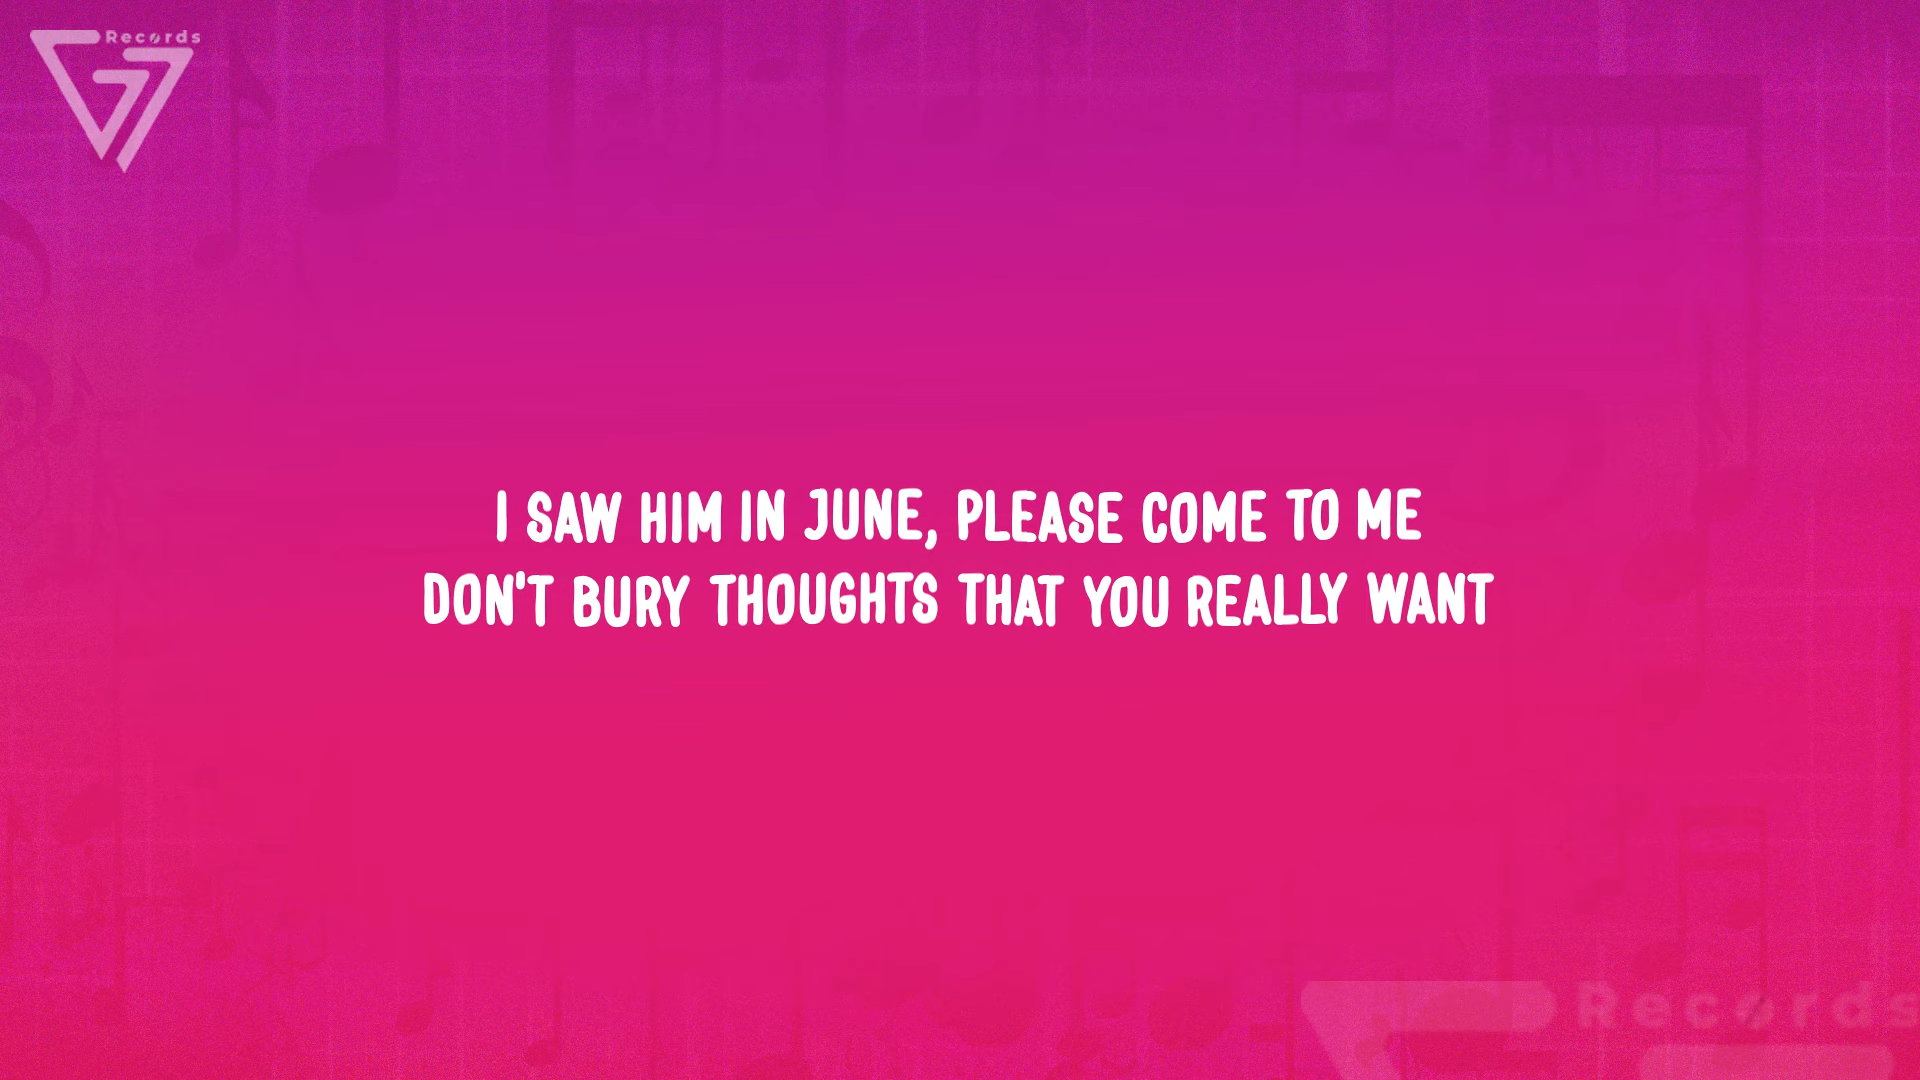 Records
I SAW HIM IN JUNE, PLEASE COME TO ME
DON'T BURY THOUGHTS THAT YOU REALLY WANT
Records